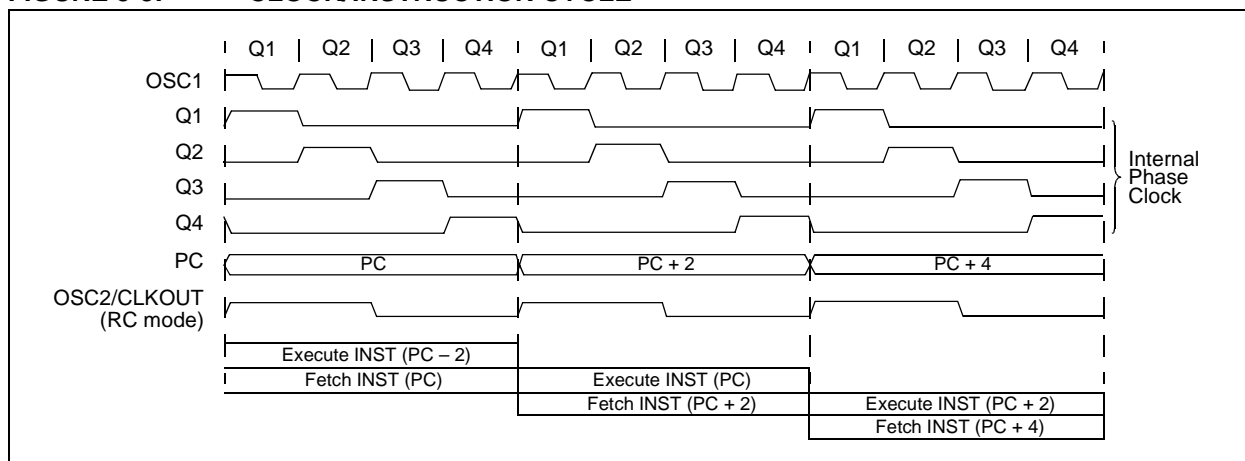 Q1 Q2 Q3 Q4 Q1 Q2 Q3 Q4 Q1 Q2 Q3 Q4
OSC1
Q1
Q2
Q3
Q4
Internal
Phase
Clock
PC PC PC + 2 PC + 4
OSC2/CLKOUT
(RC mode)
Execute INST (PC – 2)
Fetch INST (PC) Execute INST (PC)
Fetch INST (PC + 2) Execute INST (PC + 2)
Fetch INST (PC + 4)